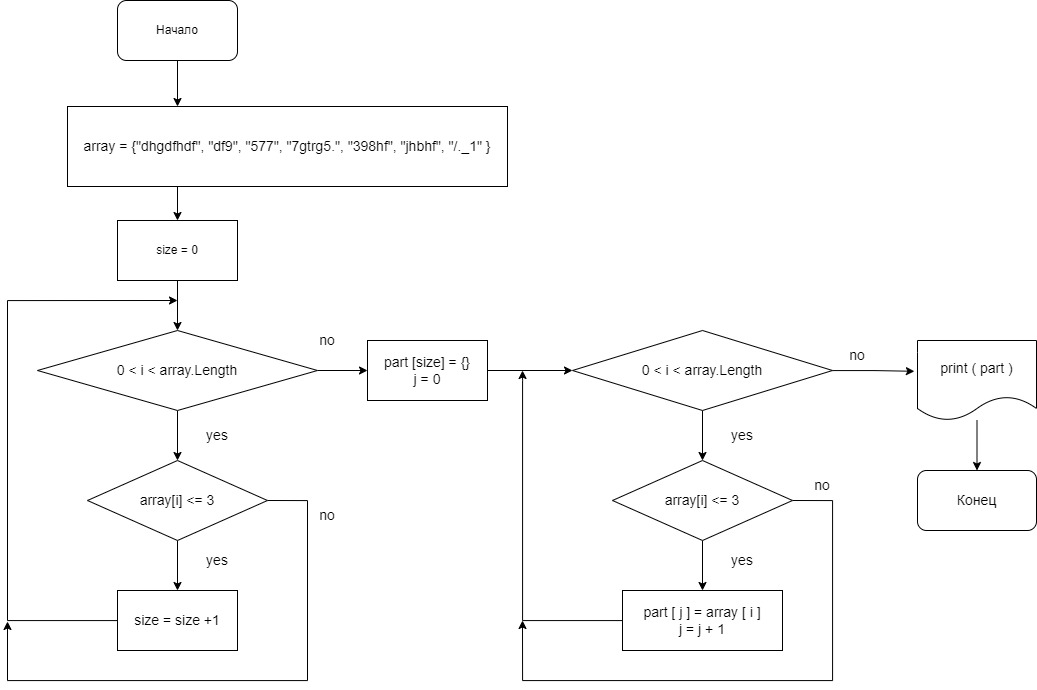 Начало
array = {"dhgdfhdf", "df9", "577", "7gtrg5.", "398hf", "jhbhf", "/._1" }
size = 0
0 < i < array.Length
no
yes
array[i] <= 3
no
yes
size = size +1
part [size] = {}
j = 0
0 < i < array.Length
no
yes
array[i] <= 3
no
yes
part [ j ] = array [ i ]
j = j + 1
print ( part )
Конец